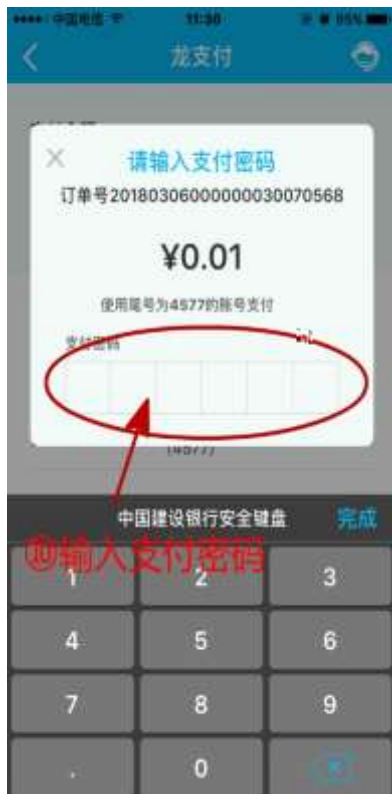 中国电信 11:30 95%
龙支付
请输入支付密码
订单号20180306000000030070568
¥0.01
使用尾号为4577的账号支付
支付密码
(4577)
中国建设银行安全键盘 完成
⑩输入支付密码
1 2 3
4 5 6
7 8 9
. 0